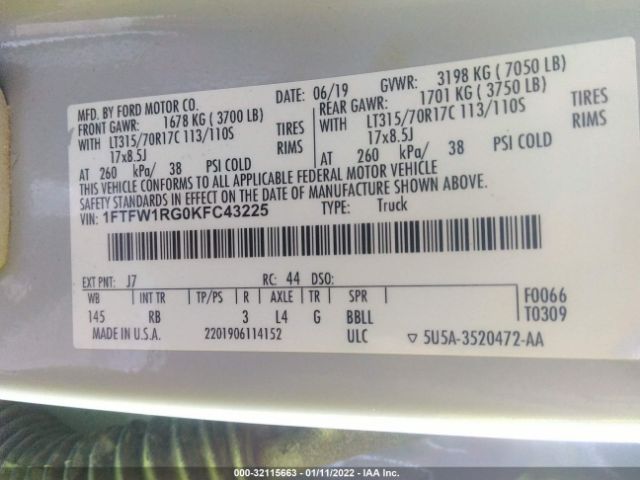 MFD. BY FORD MOTOR CO.
DATE: 06/19 GVWR: 3198 KG ( 7050 LB)
FRONT GAWR: 1678 KG ( 3700 LB)
REAR GAWR: 1701 KG ( 3750 LB)
WITH LT315/70R17C 113/110S TIRES
WITH LT315/70R17C 113/110S TIRES
17x8.5J RIMS
17x8.5J RIMS
AT 260 kPa/ 38 PSI COLD
AT 260 kPa/ 38 PSI COLD
THIS VEHICLE CONFORMS TO ALL APPLICABLE FEDERAL MOTOR VEHICLE
SAFETY STANDARDS IN EFFECT ON THE DATE OF MANUFACTURE SHOWN ABOVE.
VIN: 1FTFW1RG0KFC43225 TYPE: Truck
EXT PNT: J7 RC: 44 DSO:
WB INT TR TP/PS R AXLE TR SPR
145 RB 3 L4 G BBLL
F0066
T0309
MADE IN U.S.A. 2201906114152 ULC ▽ 5U5A-3520472-AA
000-32115663 - 01/11/2022 - IAA Inc.